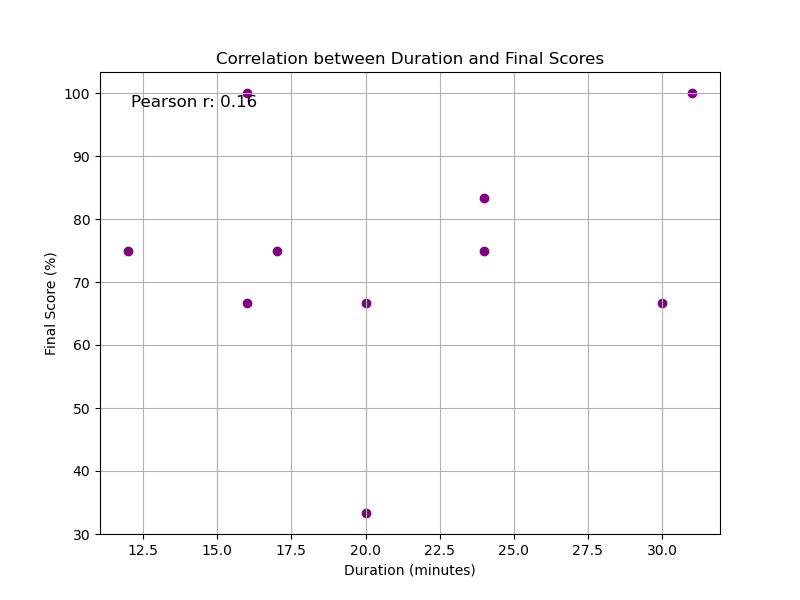 Correlation between Duration and Final Scores
Pearson r: 0.16
100
90
80
70
60
50
40
30
Final Score (%)
12.5 15.0 17.5 20.0 22.5 25.0 27.5 30.0
Duration (minutes)